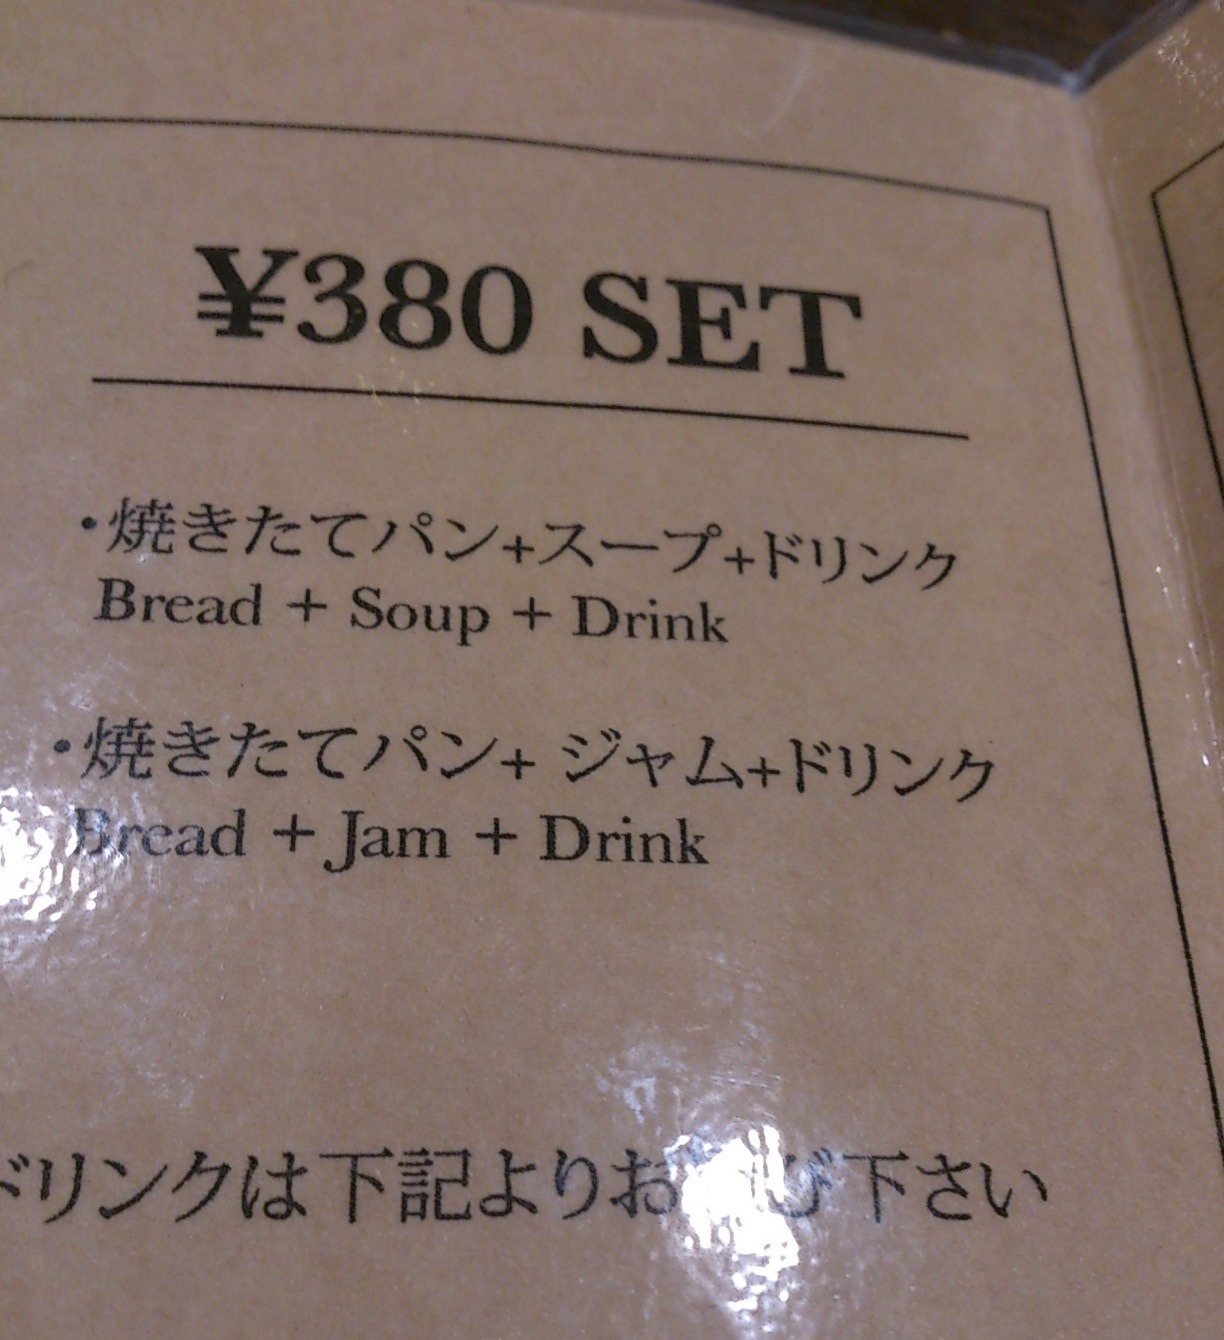 ¥380 SET
・焼きたてパン+スープ+ドリンク
Bread + Soup + Drink
・焼きたてパン+ ジャム+ドリンク
Bread + Jam + Drink
ドリンクは下記よりお び下さい